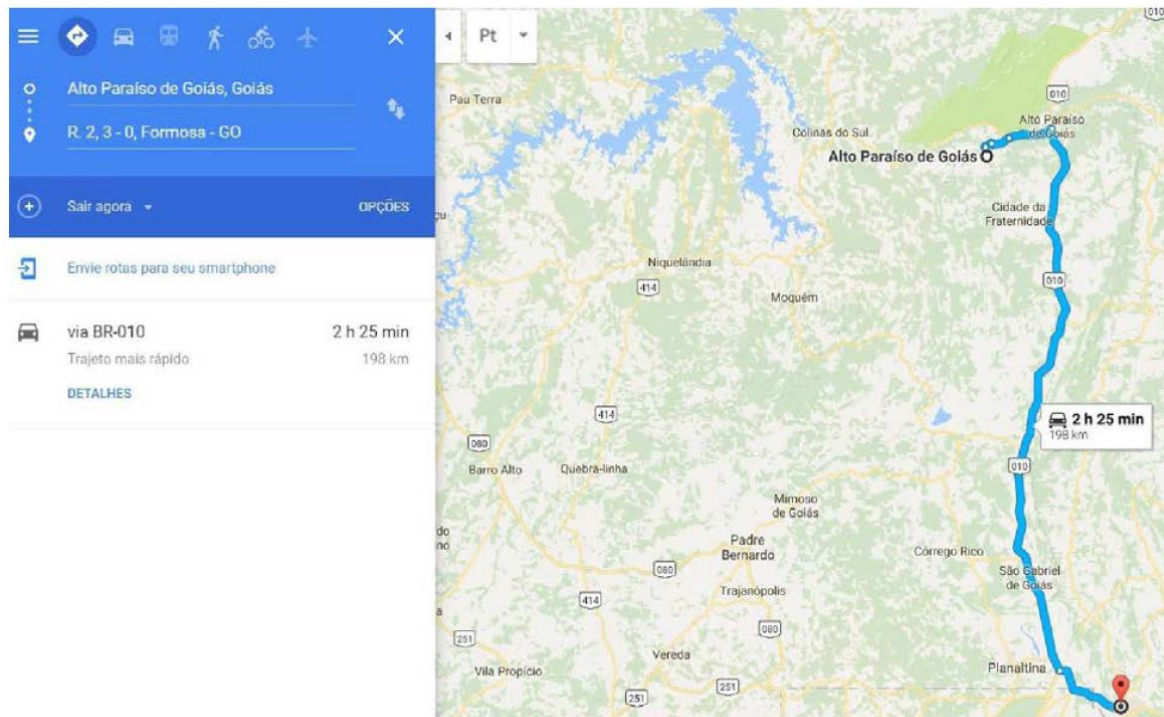 Alto Paraíso de Goiás, Goiás
R. 2, 3 - 0, Formosa - GO
Sair agora
OPÇÕES
Envie rotas para seu smartphone
via BR-010
2 h 25 min
Trajeto mais rápido
198 km
DETALHES
Pt
010
Pau Terra
010
Colinas do Sul
Alto Paraíso
de Goiás
Alto Paraíso de Goiás
Cidade da
Fraternidade
Niquelândia
414
Moquém
010
414
2 h 25 min
198 km
080
Barro Alto
Quebra-linha
010
Mimoso
de Goiás
do
no
Padre
Bernardo
Córrego Rico
080
São Gabriel
de Goiás
Trajanópolis
414
a
080
251
Vereda
Vila Propício
Planaltina
251
251